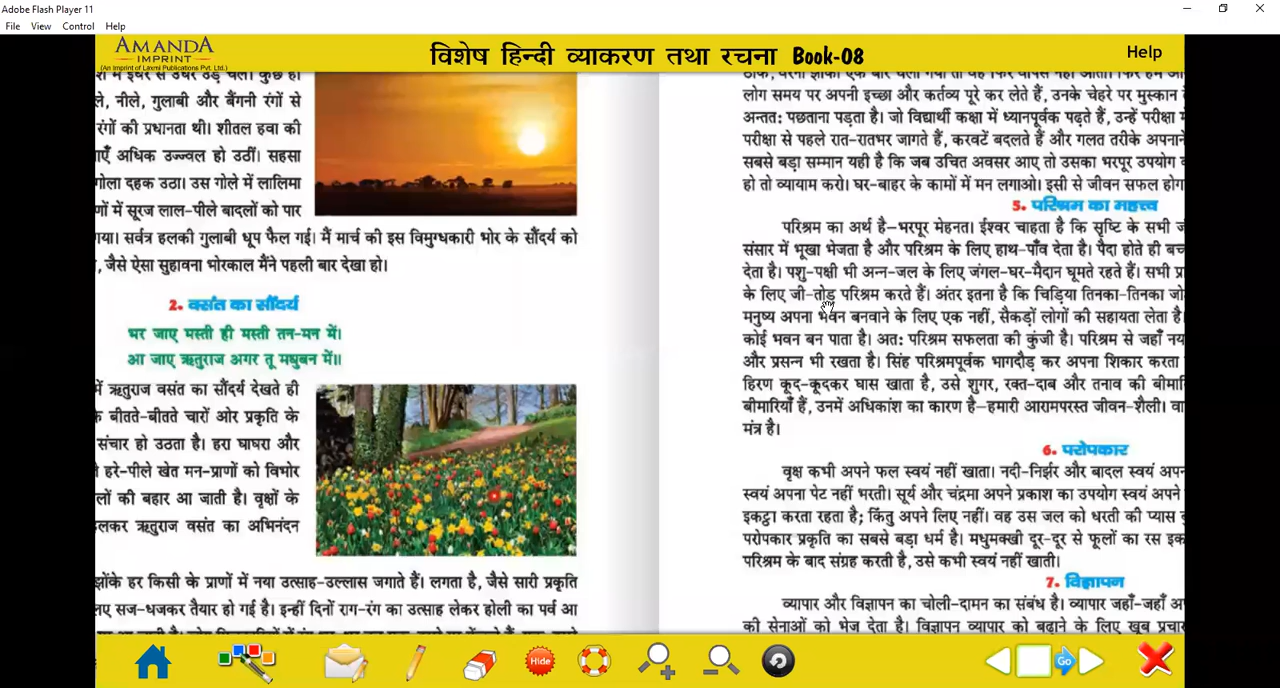 Adobe Flash Player 11
File View Control Help
AMANDA
IMPRINT
(An Imprint of Laxmi Publications Pvt. Ltd.)
विशेष हिन्दी व्याकरण तथा रचना Book-08
Help
में इधर से उधर उड़ चले। कुछ ही
ले, नीले, गुलाबी और बैंगनी रंगों से
रंगों की प्रधानता थी। शीतल हवा की
एँ अधिक उज्ज्वल हो उठीं। सहसा
गोला दहक उठा। उस गोले में लालिमा
णों में सूरज लाल-पीले बादलों को पार
गया। सर्वत्र हलकी गुलाबी धूप फैल गई। मैं मार्च की इस विमुग्धकारी भोर के सौंदर्य को
, जैसे ऐसा सुहावना भोरकाल मैंने पहली बार देखा हो।
2. वसंत का सौंदर्य
भर जाए मस्ती ही मस्ती तन-मन में।
आ जाए ऋतुराज अगर तू मधुबन में॥
में ऋतुराज वसंत का सौंदर्य देखते ही
के बीतते-बीतते चारों ओर प्रकृति के
संचार हो उठता है। हरा घाघरा और
हरे-पीले खेत मन-प्राणों को विभोर
लों की बहार आ जाती है। वृक्षों के
लकर ऋतुराज वसंत का अभिनंदन
झोंके हर किसी के प्राणों में नया उत्साह-उल्लास जगाते हैं। लगता है, जैसे सारी प्रकृति
लिए सज-धजकर तैयार हो गई है। इन्हीं दिनों राग-रंग का उत्साह लेकर होली का पर्व आ
लोग समय पर अपनी इच्छा और कर्तव्य पूरे कर लेते हैं, उनके चेहरे पर मुस्कान
अन्तत: पछताना पड़ता है। जो विद्यार्थी कक्षा में ध्यानपूर्वक पढ़ते हैं, उन्हें परीक्षा
परीक्षा से पहले रात-रातभर जागते हैं, करवटें बदलते हैं और गलत तरीके अपनाने
सबसे बड़ा सम्मान यही है कि जब उचित अवसर आए तो उसका भरपूर उपयोग
हो तो व्यायाम करो। घर-बाहर के कामों में मन लगाओ। इसी से जीवन सफल होग
5. परिश्रम का महत्त्व
परिश्रम का अर्थ है—भरपूर मेहनत। ईश्वर चाहता है कि सृष्टि के सभी
संसार में भूखा भेजता है और परिश्रम के लिए हाथ-पाँव देता है। पैदा होते ही बच
देता है। पशु-पक्षी भी अन्न-जल के लिए जंगल-घर-मैदान घूमते रहते हैं। सभी प्रा
के लिए जी-तोड़ परिश्रम करते हैं। अंतर इतना है कि चिड़िया तिनका-तिनका जो
मनुष्य अपना भवन बनवाने के लिए एक नहीं, सैकड़ों लोगों की सहायता लेता है।
कोई भवन बन पाता है। अत: परिश्रम सफलता की कुंजी है। परिश्रम से जहाँ नय
और प्रसन्न भी रखता है। सिंह परिश्रमपूर्वक भागदौड़ कर अपना शिकार करता
हिरण कूद-कूदकर घास खाता है, उसे शुगर, रक्त-दाब और तनाव की बीमारि
बीमारियाँ हैं, उनमें अधिकांश का कारण है—हमारी आरामपरस्त जीवन-शैली। वा
मंत्र है।
6. परोपकार
वृक्ष कभी अपने फल स्वयं नहीं खाता। नदी-निर्झर और बादल स्वयं अपन
स्वयं अपना पेट नहीं भरती। सूर्य और चंद्रमा अपने प्रकाश का उपयोग स्वयं अपने
इकट्ठा करता रहता है; किंतु अपने लिए नहीं। वह उस जल को धरती की प्यास
परोपकार प्रकृति का सबसे बड़ा धर्म है। मधुमक्खी दूर-दूर से फूलों का रस इक
परिश्रम के बाद संग्रह करती है, उसे कभी स्वयं नहीं खाती।
7. विज्ञापन
व्यापार और विज्ञापन का चोली-दामन का संबंध है। व्यापार जहाँ-जहाँ अ
की सेनाओं को भेज देता है। विज्ञापन व्यापार को बढ़ाने के लिए खूब प्रचार
Hide
Go